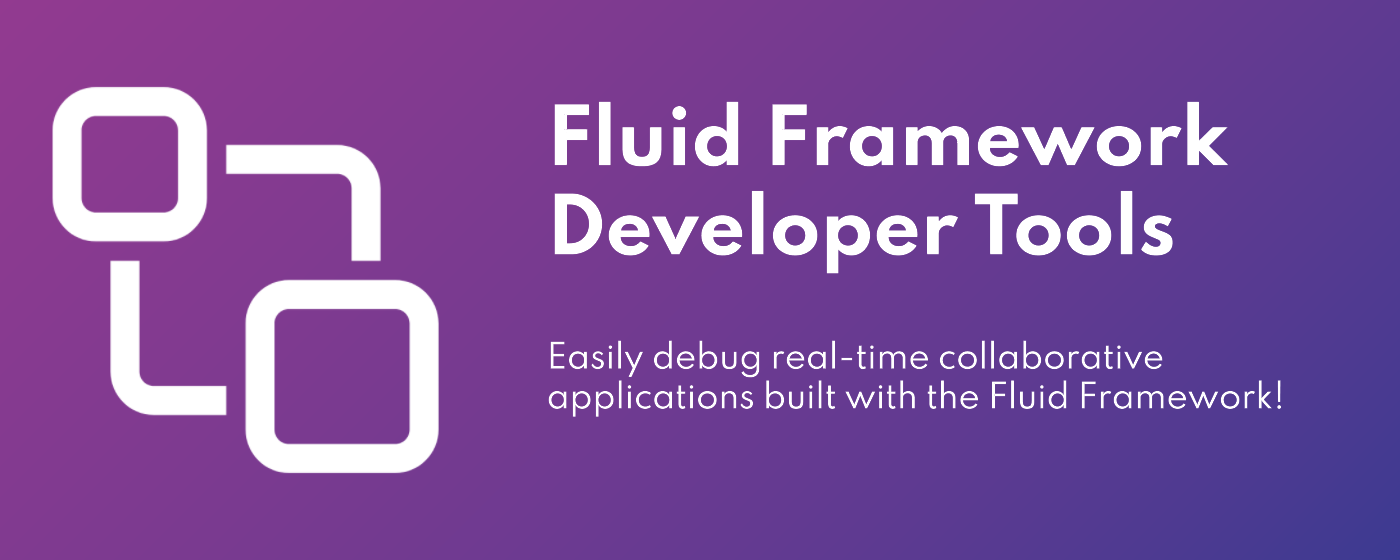 Fluid Framework
Developer Tools
Easily debug real-time collaborative
applications built with the Fluid Framework!